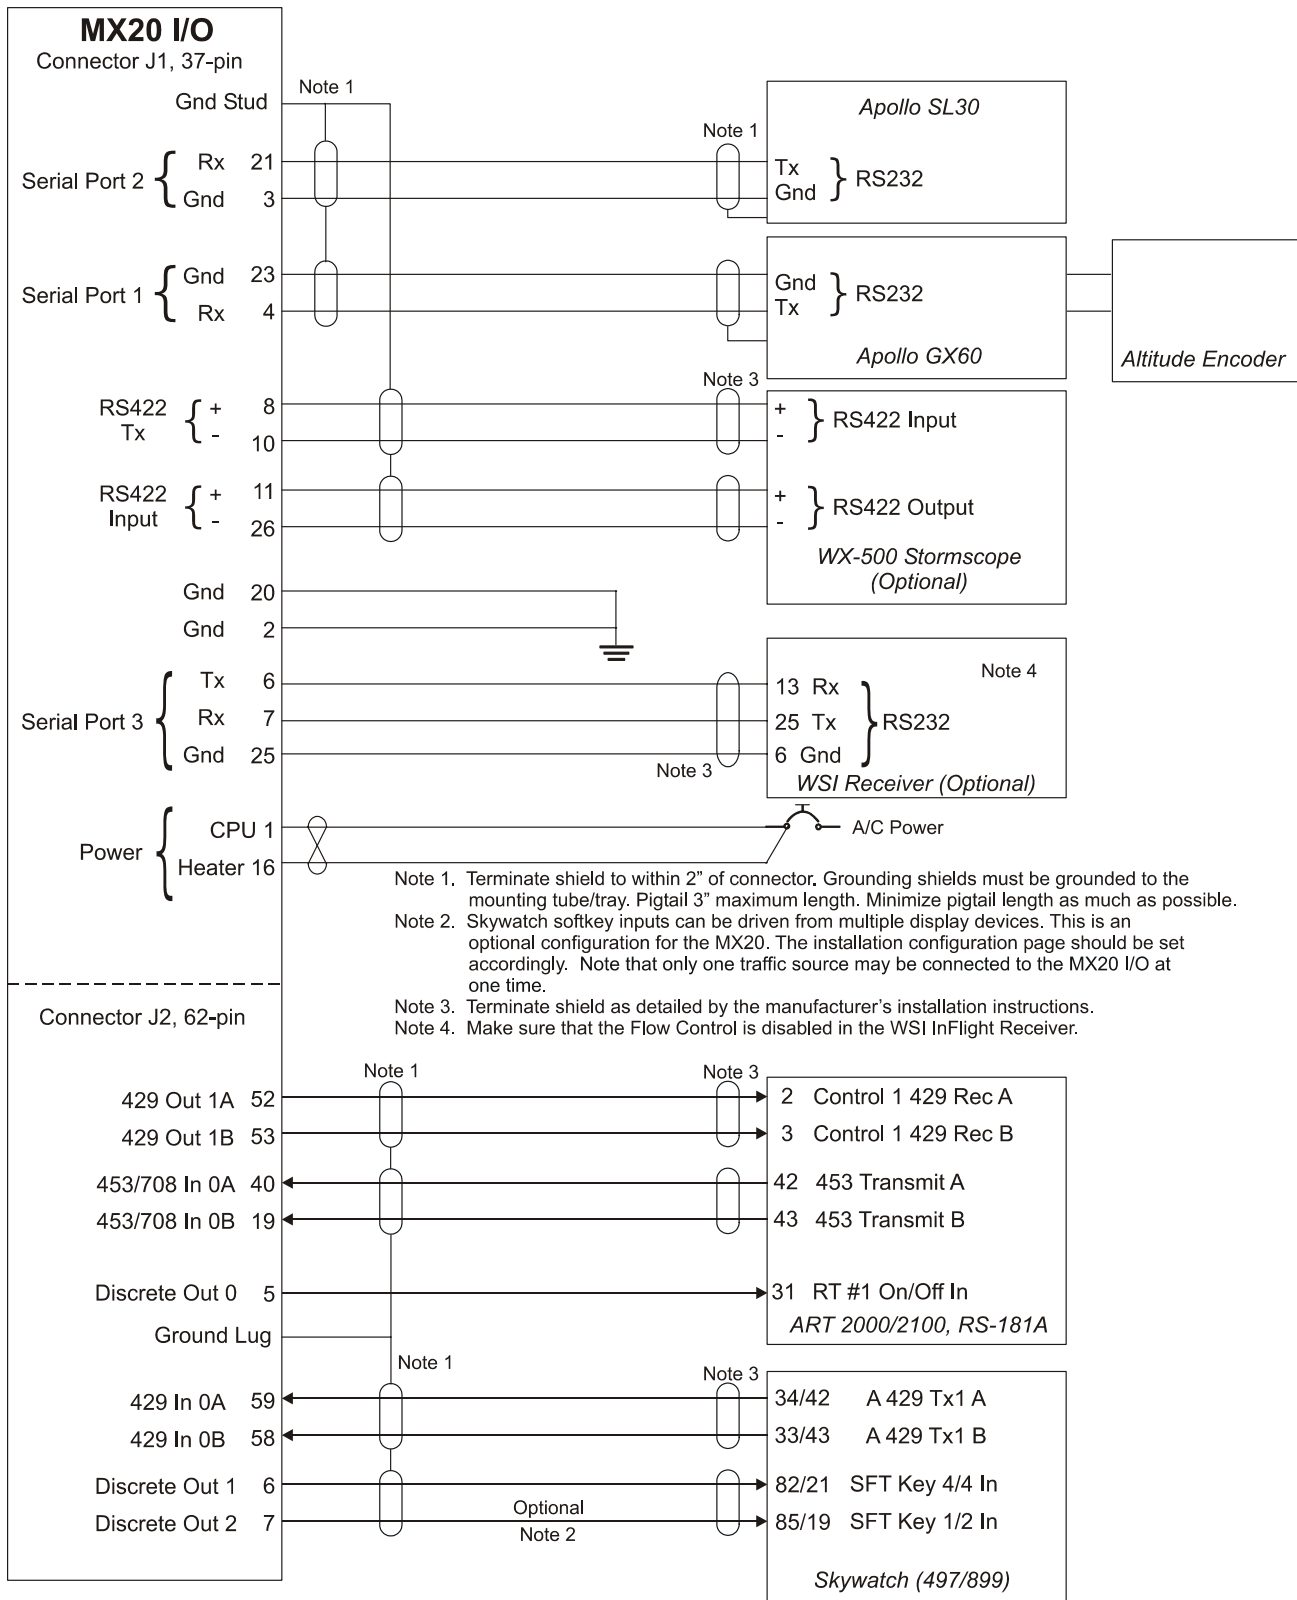 MX20 I/O
Connector J1, 37-pin
Gnd Stud
Note 1
Apollo SL30
Note 1
Serial Port 2 { Rx 21
Gnd 3
Tx
Gnd } RS232
Serial Port 1 { Gnd 23
Rx 4
Gnd
Tx } RS232
Apollo GX60
Altitude Encoder
Note 3
RS422
Tx { + 8
- 10
+
- } RS422 Input
RS422
Input { + 11
- 26
+
- } RS422 Output
WX-500 Stormscope
(Optional)
Gnd 20
Gnd 2
Serial Port 3 { Tx 6
Rx 7
Gnd 25
Note 3
Note 4
13 Rx
25 Tx
6 Gnd } RS232
WSI Receiver (Optional)
Power { CPU 1
Heater 16
A/C Power
Note 1. Terminate shield to within 2” of connector. Grounding shields must be grounded to the
mounting tube/tray. Pigtail 3” maximum length. Minimize pigtail length as much as possible.
Note 2. Skywatch softkey inputs can be driven from multiple display devices. This is an
optional configuration for the MX20. The installation configuration page should be set
accordingly. Note that only one traffic source may be connected to the MX20 I/O at
one time.
Note 3. Terminate shield as detailed by the manufacturer’s installation instructions.
Note 4. Make sure that the Flow Control is disabled in the WSI InFlight Receiver.
Connector J2, 62-pin
Note 1
Note 3
429 Out 1A 52
2 Control 1 429 Rec A
429 Out 1B 53
3 Control 1 429 Rec B
453/708 In 0A 40
42 453 Transmit A
453/708 In 0B 19
43 453 Transmit B
Discrete Out 0 5
31 RT #1 On/Off In
ART 2000/2100, RS-181A
Ground Lug
Note 1
Note 3
429 In 0A 59
34/42 A 429 Tx1 A
429 In 0B 58
33/43 A 429 Tx1 B
Discrete Out 1 6
82/21 SFT Key 4/4 In
Discrete Out 2 7
Optional
Note 2
85/19 SFT Key 1/2 In
Skywatch (497/899)